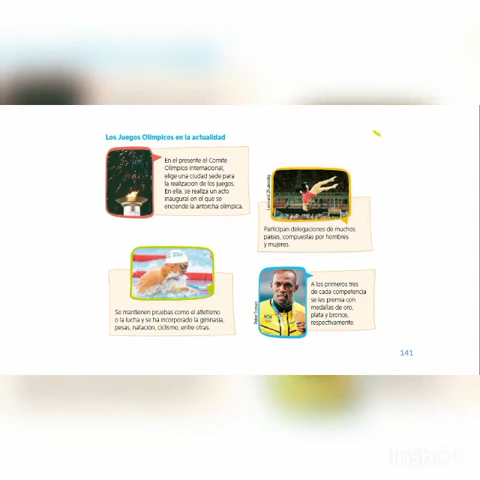 Los Juegos Olímpicos en la actualidad
En el presente el Comité
Olímpico Internacional,
elige una ciudad sede para
la realización de los juegos.
En ella, se realiza un acto
inaugural en el que se
enciende la antorcha olímpica.
Leonard Zhukovsky
Participan delegaciones de muchos
países, compuestas por hombres
y mujeres.
Se mantienen pruebas como el atletismo
o la lucha y se ha incorporado la gimnasia,
pesas, natación, ciclismo, entre otras.
A los primeros tres
de cada competencia
se les premia con
medallas de oro,
plata y bronce,
respectivamente.
141